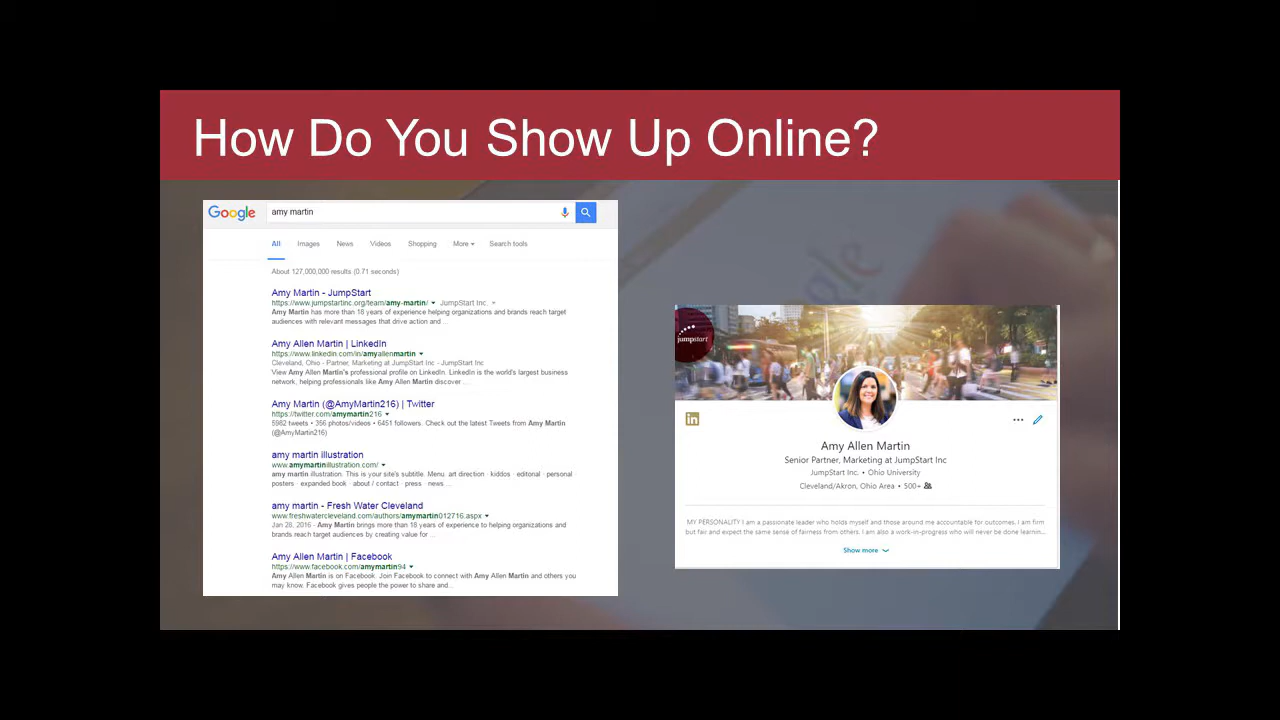 How Do You Show Up Online?
Google
amy martin
All Images News Videos Shopping More Search tools
About 127,000,000 results (0.71 seconds)
Amy Martin - JumpStart
https://www.jumpstartinc.org/team/amy-martin/ JumpStart Inc.
Amy Martin has more than 18 years of experience helping organizations and brands reach target
audiences with relevant messages that drive action and ...
Amy Allen Martin | LinkedIn
https://www.linkedin.com/in/amyallenmartin
Cleveland, Ohio - Partner, Marketing at JumpStart Inc - JumpStart Inc
View Amy Allen Martin's professional profile on LinkedIn. LinkedIn is the world's largest business
network, helping professionals like Amy Allen Martin discover ...
Amy Martin (@AmyMartin216) | Twitter
https://twitter.com/amymartin216
5982 tweets • 356 photos/videos • 6451 followers. Check out the latest Tweets from Amy Martin
(@AmyMartin216)
amy martin illustration
www.amymartinillustration.com/
amy martin illustration. This is your site's subtitle. Menu. art direction · kiddos · editorial · personal
posters · expanded book · about / contact · press · news ...
amy martin - Fresh Water Cleveland
www.freshwatercleveland.com/authors/amymartin012716.aspx
Jan 28, 2016 - Amy Martin brings more than 18 years of experience to helping organizations and
brands reach target audiences by creating value for ...
Amy Allen Martin | Facebook
https://www.facebook.com/amymartin94
Amy Allen Martin is on Facebook. Join Facebook to connect with Amy Allen Martin and others you
may know. Facebook gives people the power to share and...
jumpstart
in
Amy Allen Martin
Senior Partner, Marketing at JumpStart Inc
JumpStart Inc. • Ohio University
Cleveland/Akron, Ohio Area • 500+
MY PERSONALITY I am a passionate leader who holds myself and those around me accountable for outcomes. I am firm
but fair and expect the same sense of fairness from others. I am also a work-in-progress who will never be done learnin...
Show more